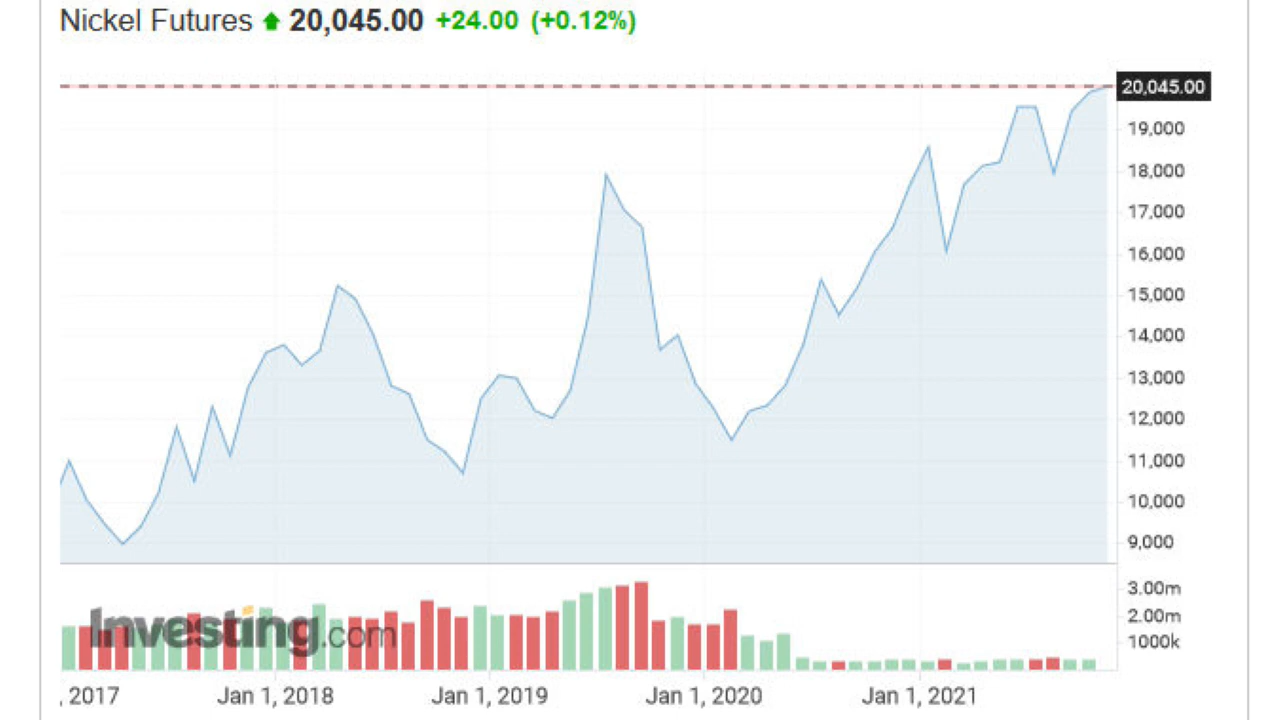 Nickel Futures 20,045.00 +24.00 (+0.12%)
20,045.00
19,000
18,000
17,000
16,000
15,000
14,000
13,000
12,000
11,000
10,000
9,000
3.00m
2.00m
1000k
Investing.com
, 2017 Jan 1, 2018 Jan 1, 2019 Jan 1, 2020 Jan 1, 2021